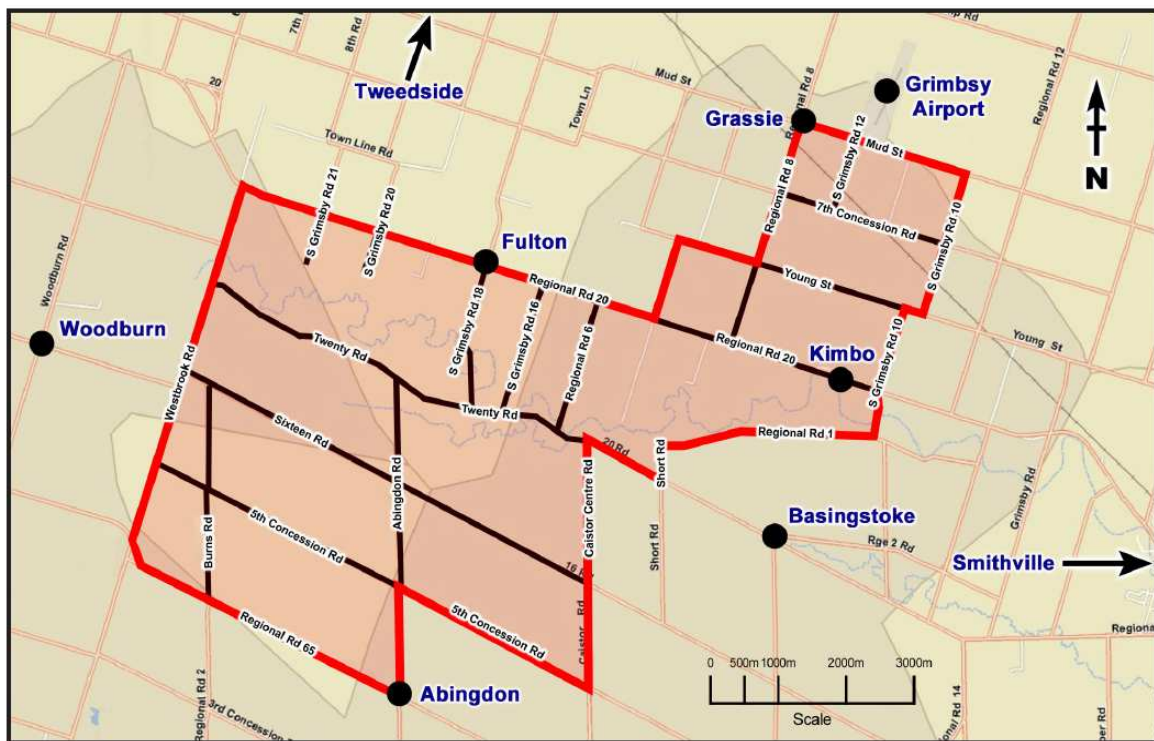 7th
8th Rd
20
Tweedside
Town Line Rd
Town Ln
Mud St
Regional Rd 8
Regional Rd 12
Grimbsy
Airport
Grassie
Mud St
S Grimsby Rd 12
Regional Rd 8
7th Concession Rd
S Grimsby Rd 10
N
S Grimsby Rd 21
S Grimsby Rd 20
Fulton
Regional Rd 20
S Grimsby Rd 18
S Grimsby Rd 16
Regional Rd 6
Young St
Young St
Woodburn Rd
Woodburn
Westbrook Rd
Twenty Rd
Twenty Rd
Regional Rd 20
Kimbo
S Grimsby Rd 10
Regional Rd 1
20 Rd
Short Rd
Sixteen Rd
Abingdon Rd
Caistor Centre Rd
Short Rd
Basingstoke
Rge 2 Rd
Grimsby Rd
Smithville
Burns Rd
5th Concession Rd
16
5th Concession Rd
Caistor Rd
Regional Rd 65
Regional Rd 2
3rd Concession
Abingdon
0 500m 1000m 2000m 3000m
Scale
Regional
Rd 14